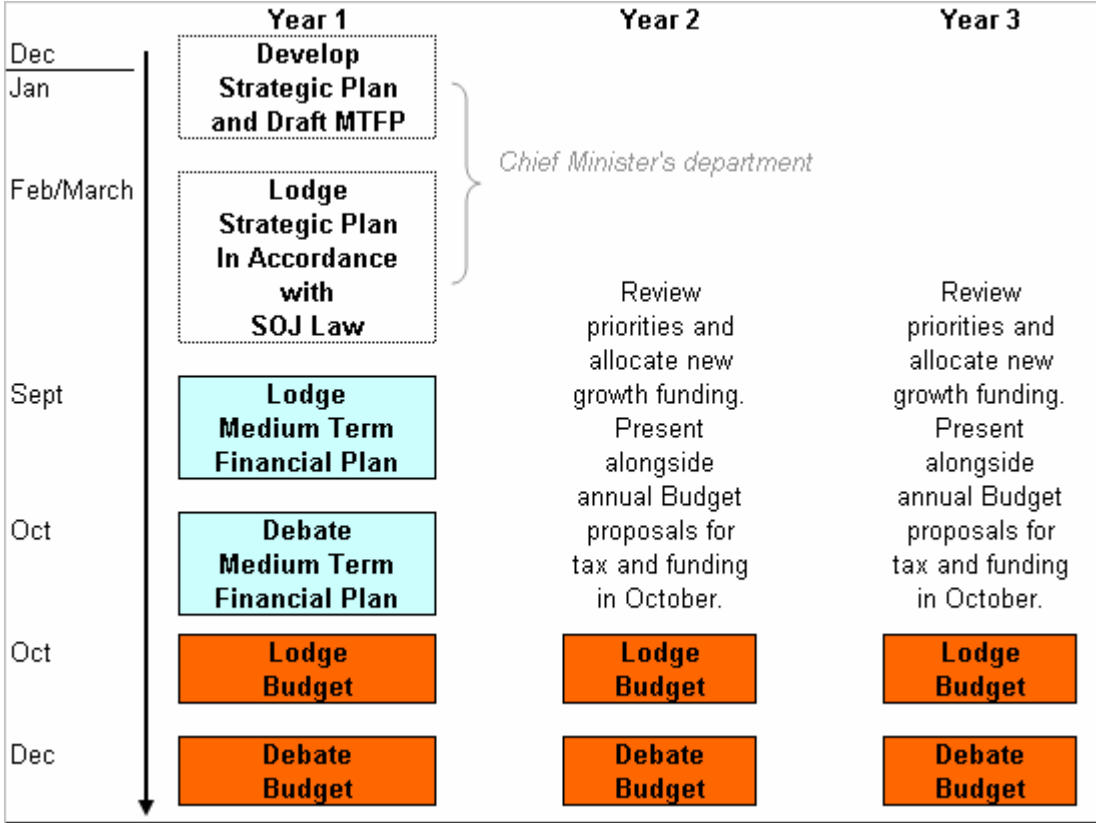 Year 1
Year 2
Year 3
Dec
Jan
Develop
Strategic Plan
and Draft MTFP
Chief Minister's department
Feb/March
Lodge
Strategic Plan
In Accordance
with
SOJ Law
Review
priorities and
allocate new
growth funding.
Present
alongside
annual Budget
proposals for
tax and funding
in October.
Review
priorities and
allocate new
growth funding.
Present
alongside
annual Budget
proposals for
tax and funding
in October.
Sept
Lodge
Medium Term
Financial Plan
Oct
Debate
Medium Term
Financial Plan
Oct
Lodge
Budget
Lodge
Budget
Lodge
Budget
Dec
Debate
Budget
Debate
Budget
Debate
Budget